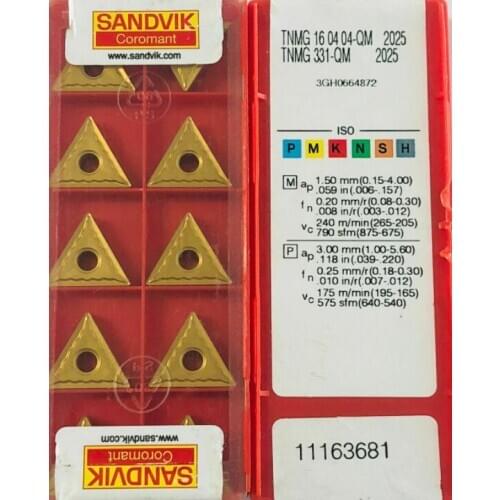 SANDVIK
Coromant
www.sandvik.com
TNMG 16 04 04-QM 2025
TNMG 331-QM 2025
3GH0664872
ISO
P M K N S H
M ap 1.50 mm(0.15-4.00)
.059 in(.006-.157)
fn 0.20 mm/r(0.08-0.30)
.008 in/r(.003-.012)
vc 240 m/min(265-205)
790 sfm(875-675)
P ap 3.00 mm(1.00-5.60)
.118 in(.039-.220)
fn 0.25 mm/r(0.18-0.30)
.010 in/r(.007-.012)
vc 175 m/min(195-165)
575 sfm(640-540)
11163681
www.sandvik.com
Coromant
SANDVIK